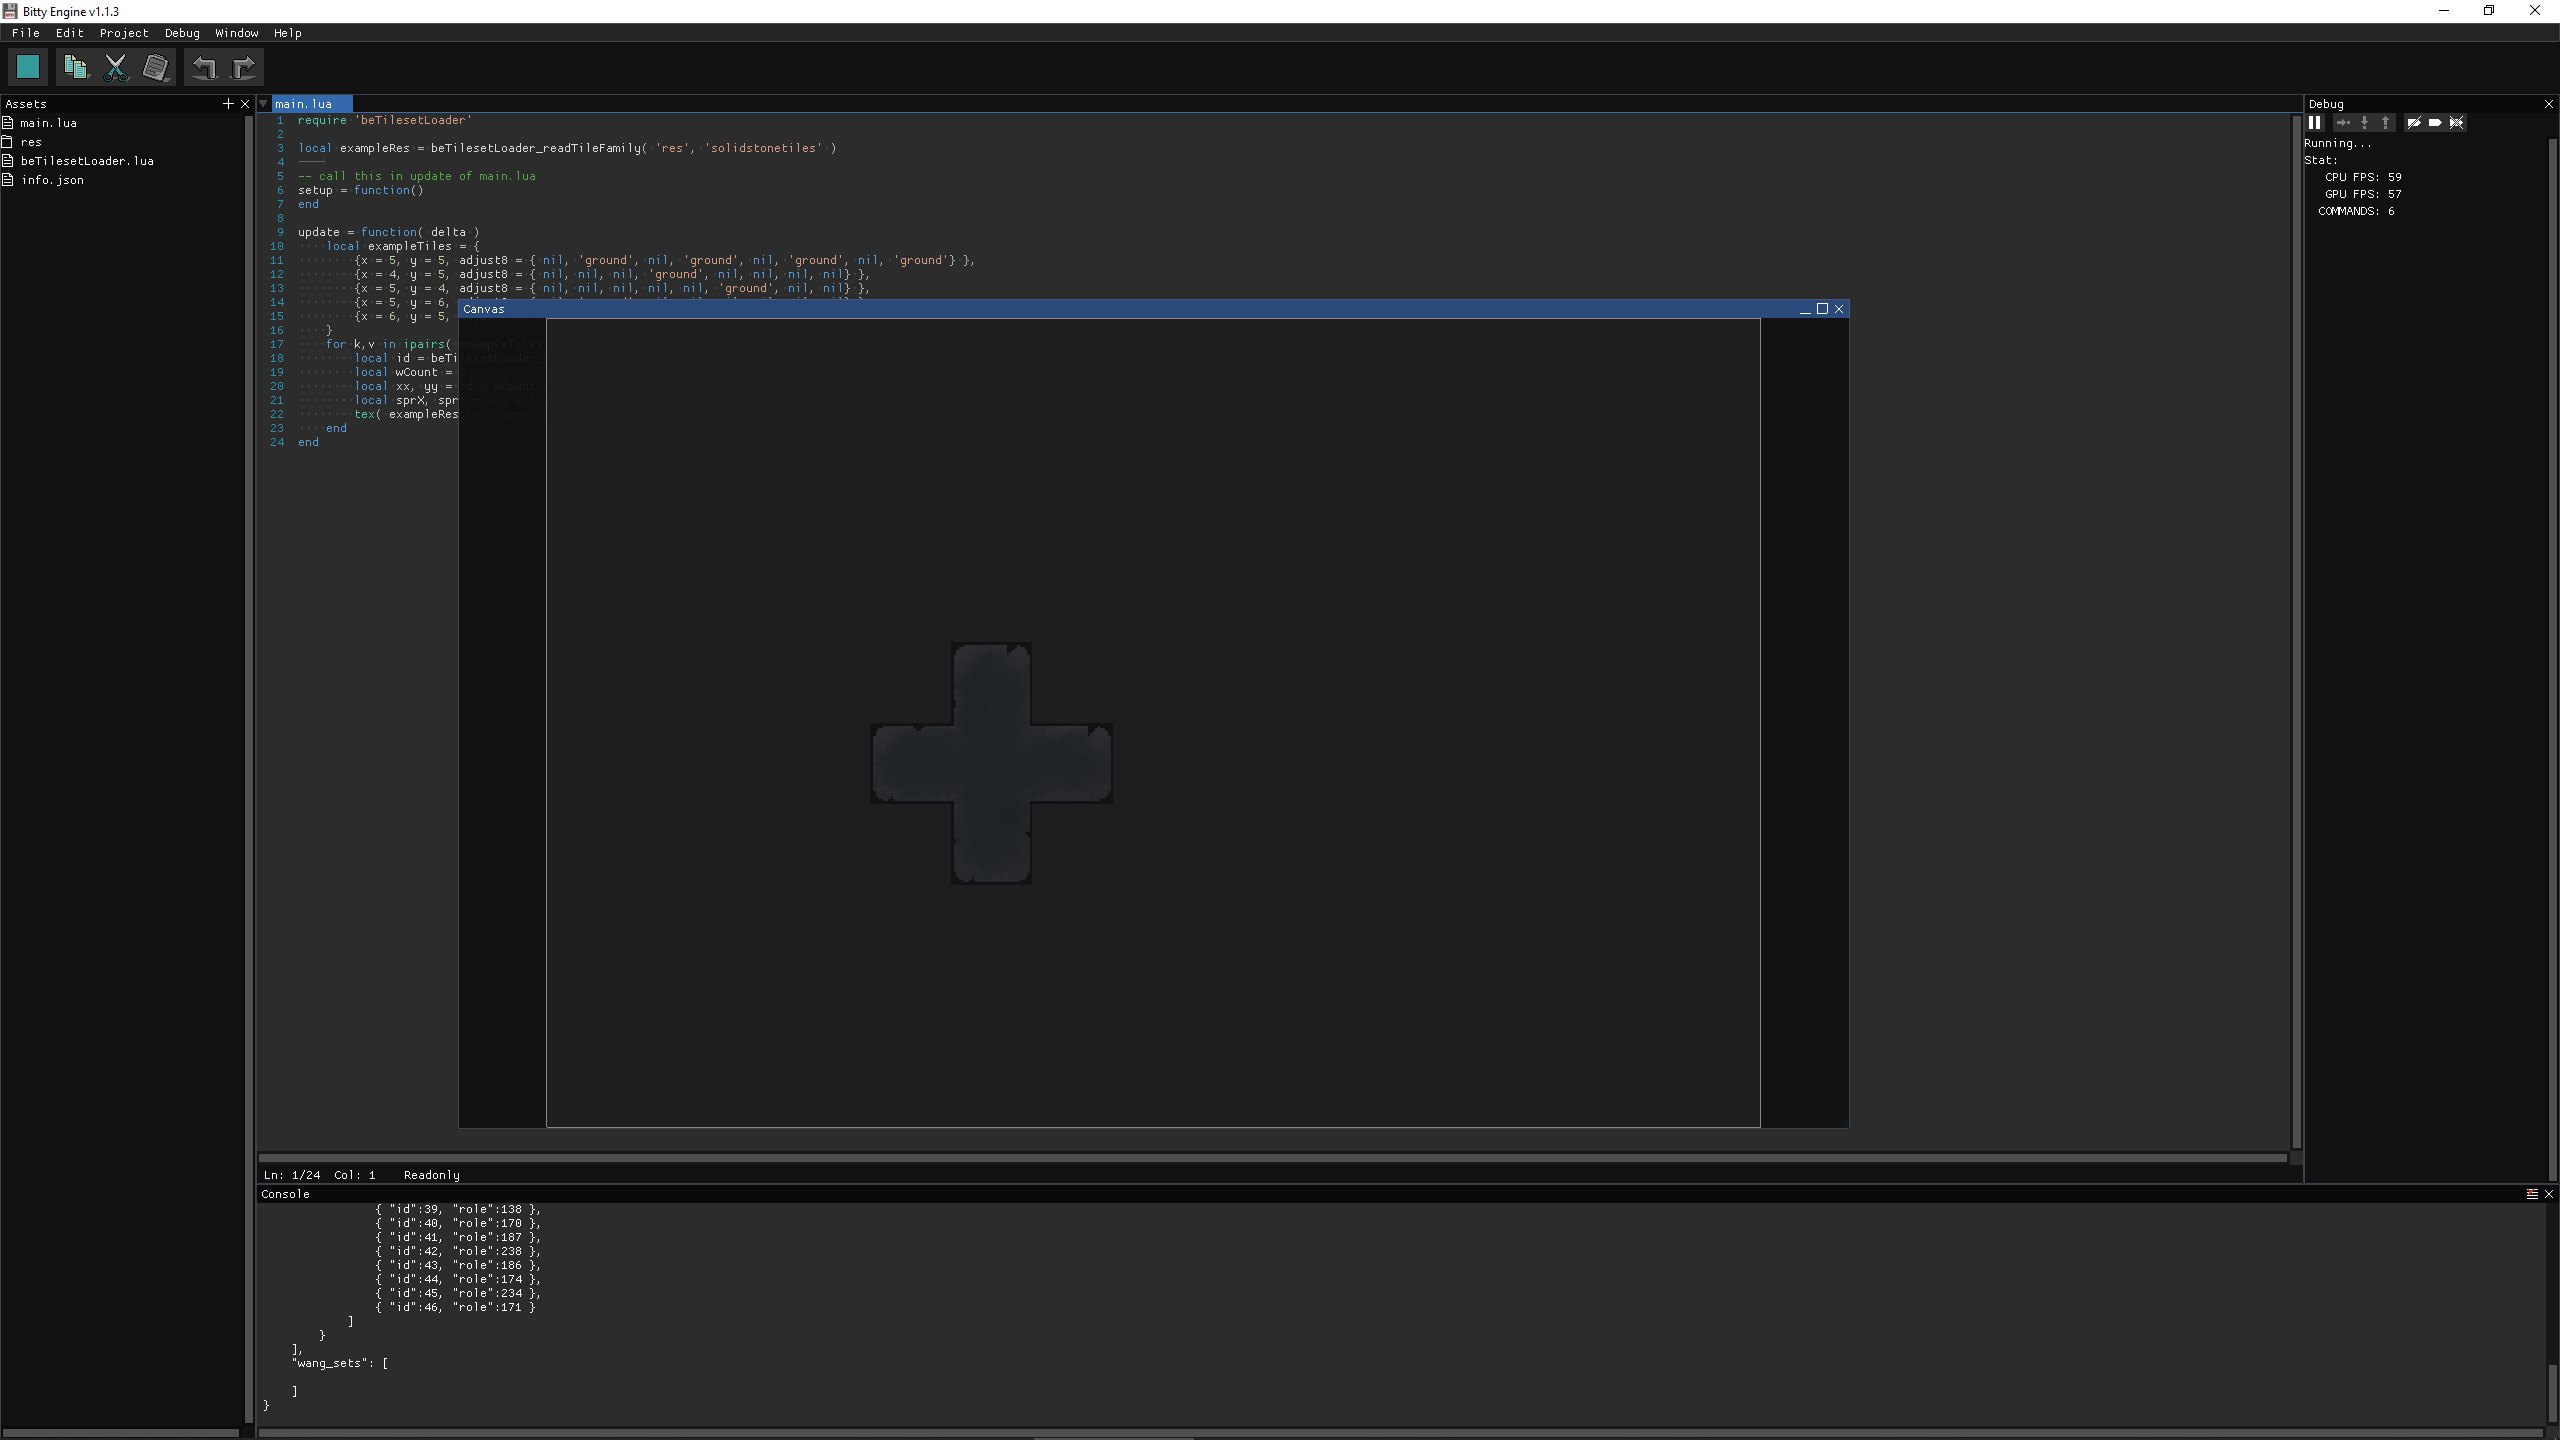 Bitty Engine v1.1.3
File Edit Project Debug Window Help
Assets
main.lua
res
beTilesetLoader.lua
info.json
main.lua
1 require 'beTilesetLoader'
2
3 local exampleRes = beTilesetLoader_readTileFamily( 'res', 'solidstonetiles' )
4
5 -- call this in update of main.lua
6 setup = function()
7 end
8
9 update = function( delta )
10 local exampleTiles = {
11 {x = 5, y = 5, adjust8 = { nil, 'ground', nil, 'ground', nil, 'ground', nil, 'ground'} },
12 {x = 4, y = 5, adjust8 = { nil, nil, nil, 'ground', nil, nil, nil, nil} },
13 {x = 5, y = 4, adjust8 = { nil, nil, nil, nil, nil, 'ground', nil, nil} },
14 {x = 5, y = 6,
15 {x = 6, y = 5,
16 }
17 for k,v in ipairs( exampleTiles
18 local id = beTilesetLoader_
19 local wCount =
20 local xx, yy = id % wCount
21 local sprX, spr
22 tex( exampleRes
23 end
24 end
Canvas
Ln: 1/24 Col: 1 Readonly
Console
{ "id":39, "role":138 },
{ "id":40, "role":170 },
{ "id":41, "role":187 },
{ "id":42, "role":238 },
{ "id":43, "role":186 },
{ "id":44, "role":174 },
{ "id":45, "role":234 },
{ "id":46, "role":171 }
]
}
],
"wang_sets": [
]
}
Debug
Running...
Stat:
CPU FPS: 59
GPU FPS: 57
COMMANDS: 6